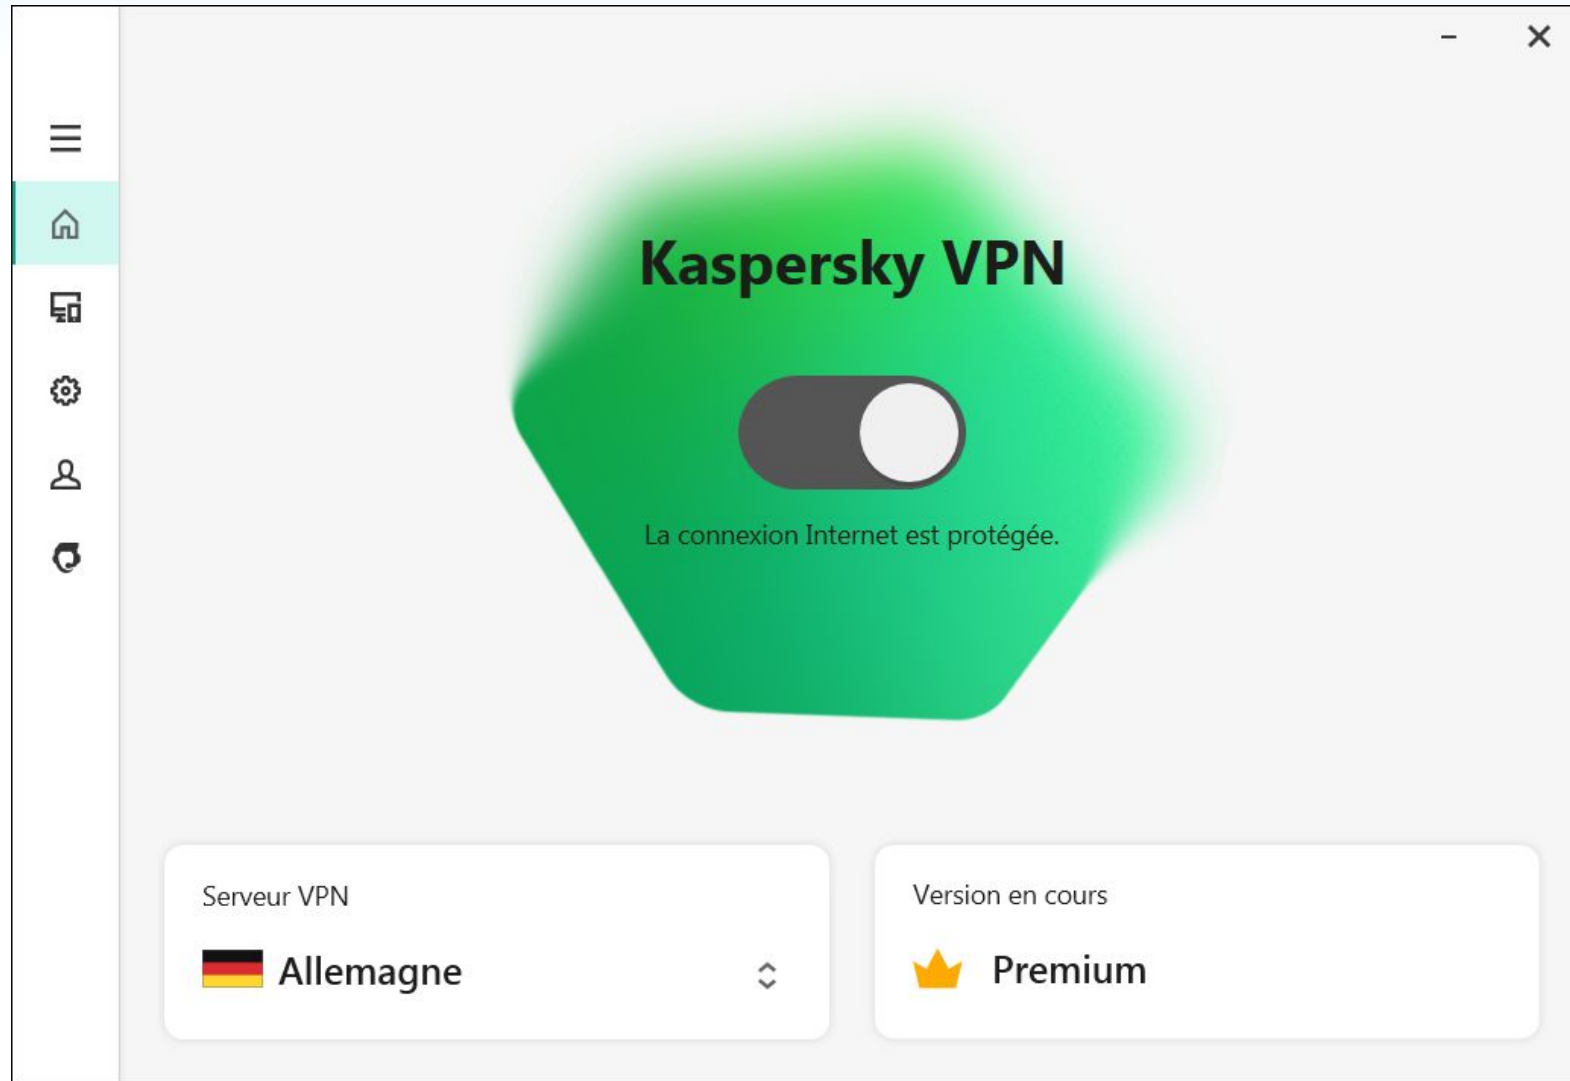 Kaspersky VPN
La connexion Internet est protégée.
Serveur VPN
Allemagne
Version en cours
Premium